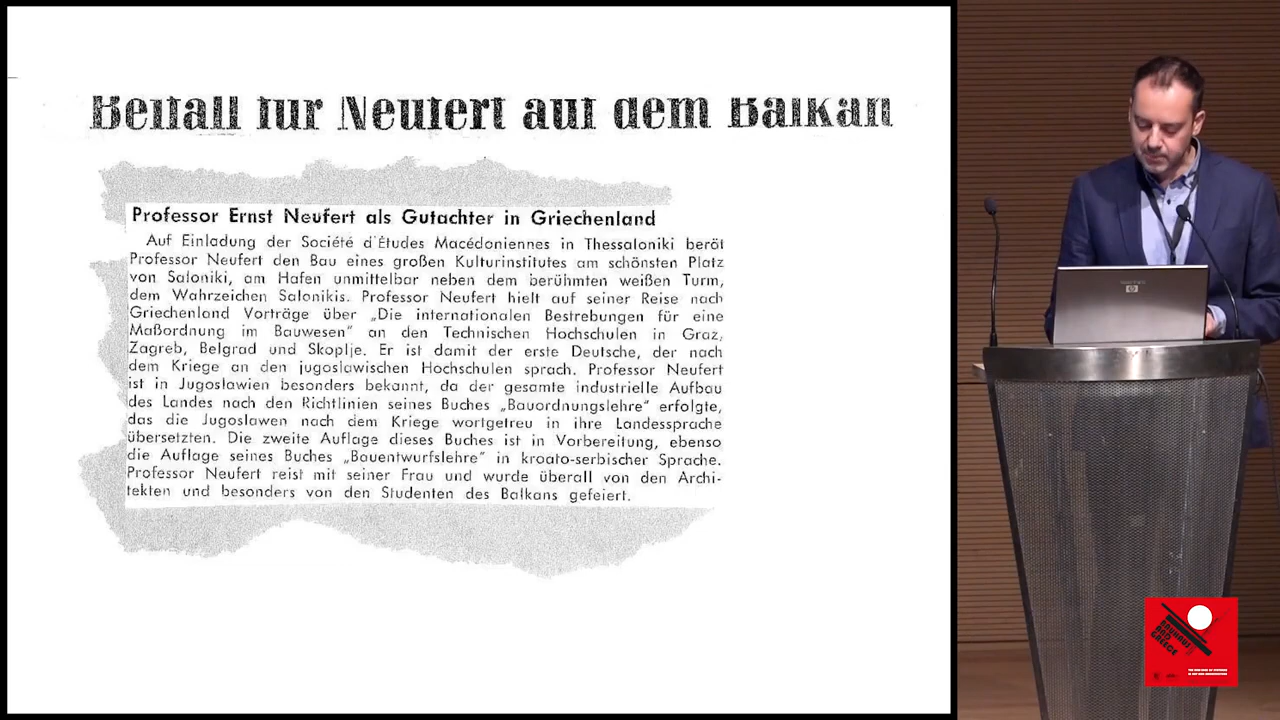 Beifall für Neufert auf dem Balkan
Professor Ernst Neufert als Gutachter in Griechenland
Auf Einladung der Société d'Études Macédoniennes in Thessaloniki berät
Professor Neufert den Bau eines großen Kulturinstitutes am schönsten Platz
von Saloniki, am Hafen unmittelbar neben dem berühmten weißen Turm,
dem Wahrzeichen Salonikis. Professor Neufert hielt auf seiner Reise nach
Griechenland Vorträge über „Die internationalen Bestrebungen für eine
Maßordnung im Bauwesen" an den Technischen Hochschulen in Graz,
Zagreb, Belgrad und Skoplje. Er ist damit der erste Deutsche, der nach
dem Kriege an den jugoslawischen Hochschulen sprach. Professor Neufert
ist in Jugoslawien besonders bekannt, da der gesamte industrielle Aufbau
des Landes nach den Richtlinien seines Buches „Bauordnungslehre" erfolgte,
das die Jugoslawen nach dem Kriege wortgetreu in ihre Landessprache
übersetzten. Die zweite Auflage dieses Buches ist in Vorbereitung, ebenso
die Auflage seines Buches „Bauentwurfslehre" in kroato-serbischer Sprache.
Professor Neufert reist mit seiner Frau und wurde überall von den Archi-
tekten und besonders von den Studenten des Balkans gefeiert.
hp
BAUHAUS
AND
GREECE